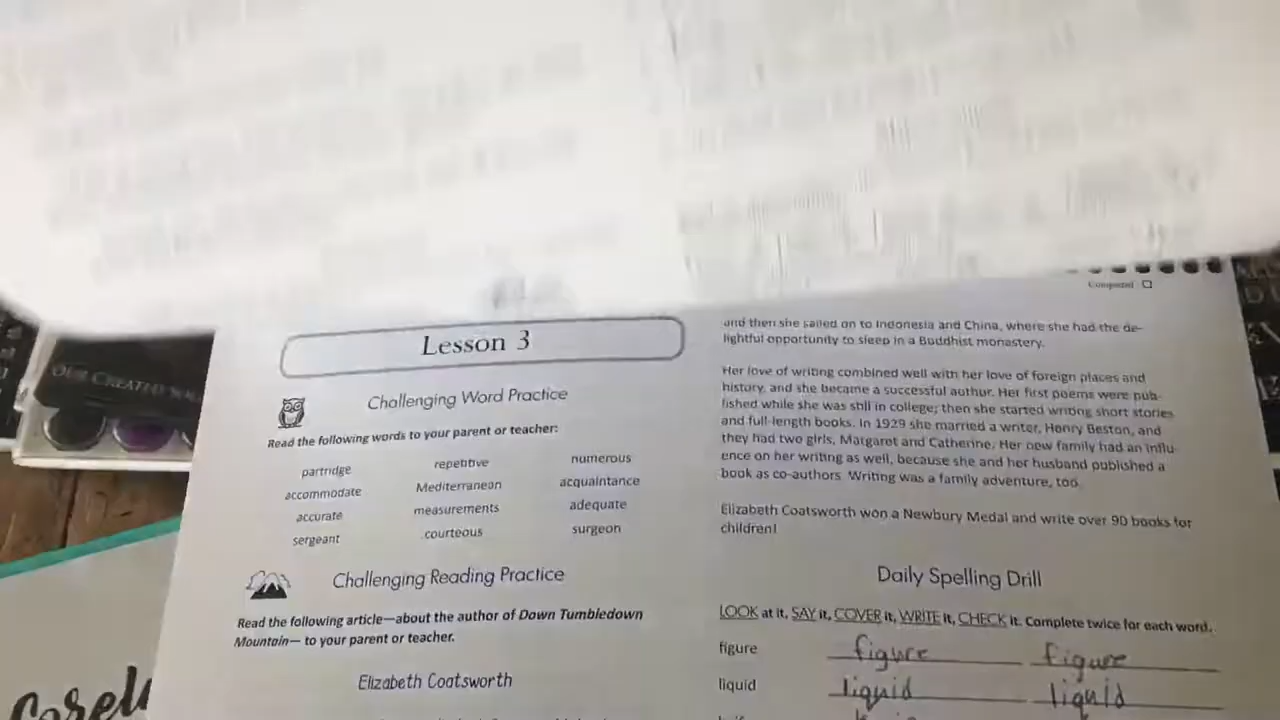 Completed
Lesson 3
Challenging Word Practice
Read the following words to your parent or teacher:
partridge repetitive numerous
accommodate Mediterranean acquaintance
accurate measurements adequate
sergeant courteous surgeon
Challenging Reading Practice
Read the following article—about the author of Down Tumbledown
Mountain— to your parent or teacher.
Elizabeth Coatsworth
and then she sailed on to Indonesia and China, where she had the de-
lightful opportunity to sleep in a Buddhist monastery.
Her love of writing combined well with her love of foreign places and
history, and she became a successful author. Her first poems were pub-
lished while she was still in college; then she started writing short stories
and full-length books. In 1929 she married a writer, Henry Beston, and
they had two girls, Margaret and Catherine. Her new family had an influ-
ence on her writing as well, because she and her husband published a
book as co-authors. Writing was a family adventure, too.
Elizabeth Coatsworth won a Newbury Medal and write over 90 books for
children!
Daily Spelling Drill
LOOK at it, SAY it, COVER it, WRITE it, CHECK it. Complete twice for each word.
figure figure figure
liquid liquid liquid